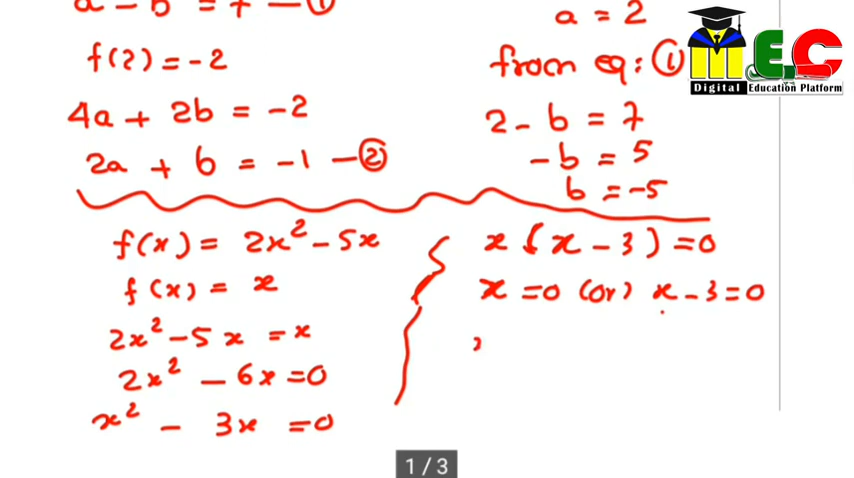 a - b = 7 - ①
f(2) = -2
4a + 2b = -2
2a + b = -1 - ②
a = 2
from eq: ①
2 - b = 7
-b = 5
b = -5
f(x) = 2x² - 5x
f(x) = x
2x² - 5x = x
2x² - 6x = 0
x² - 3x = 0
x (x - 3) = 0
x = 0 (or) x - 3 = 0
MEC
Digital Education Platform
1 / 3